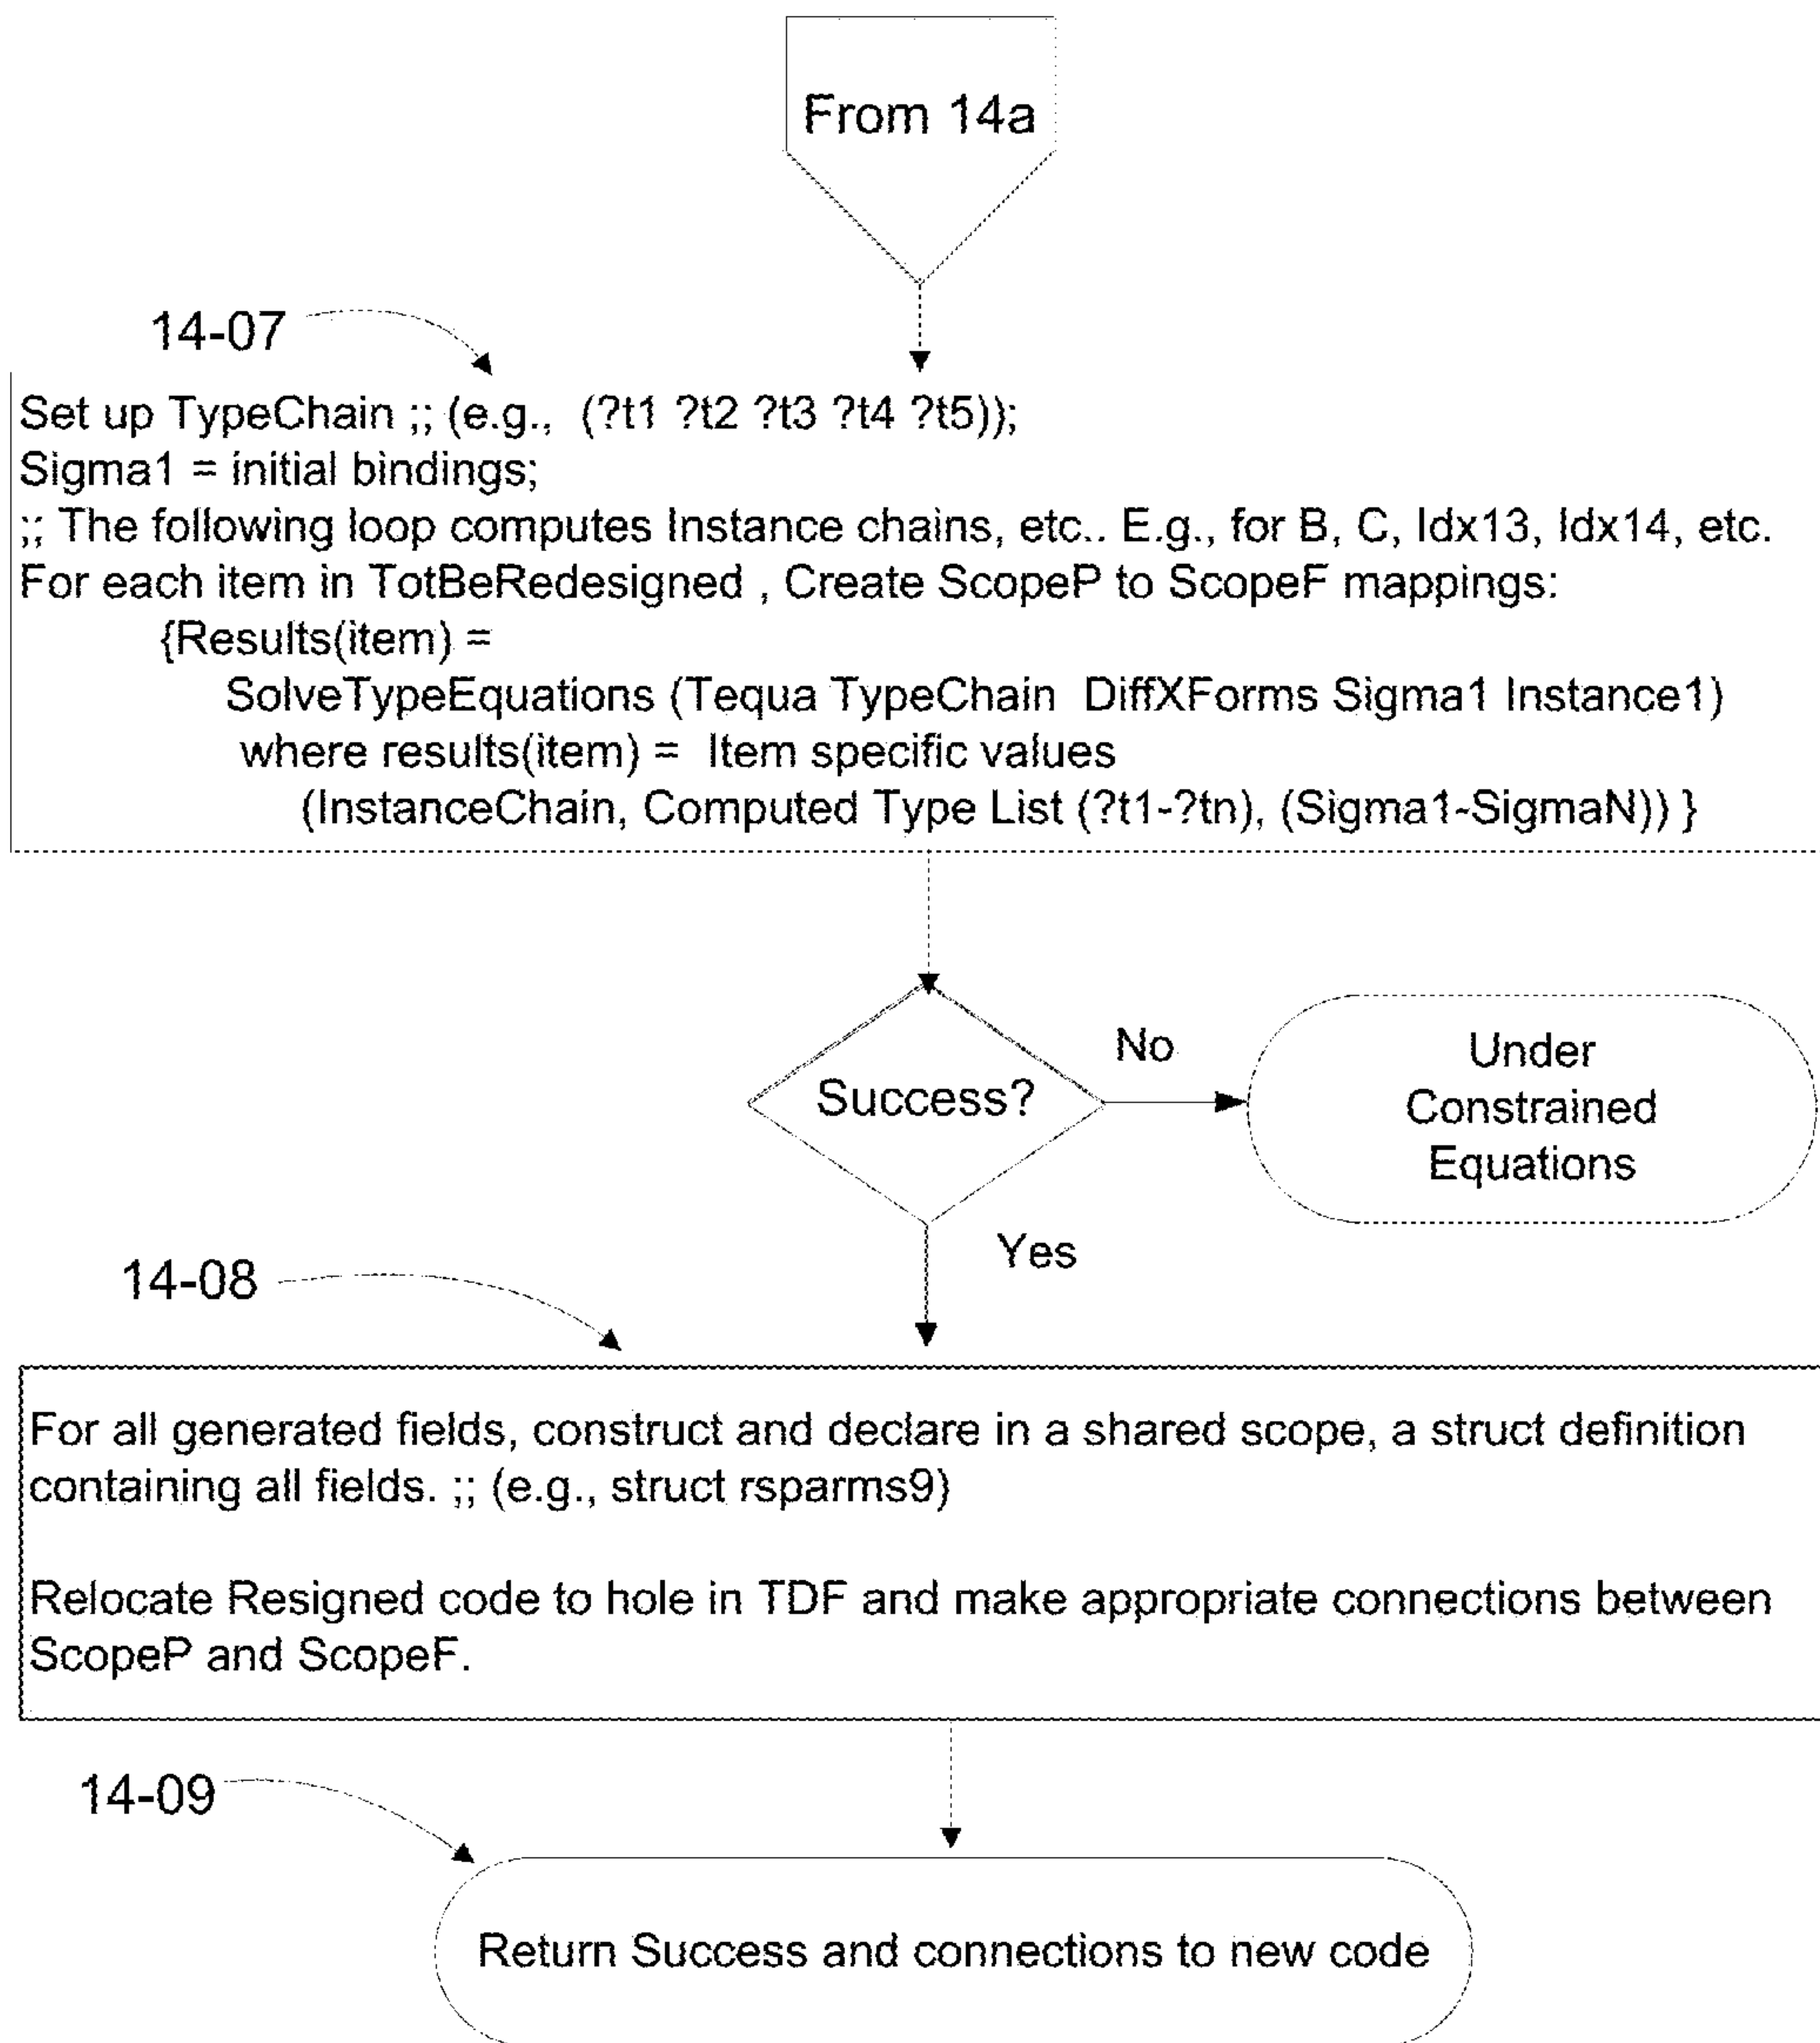 From 14a
14-07
Set up TypeChain ;; (e.g., (?t1 ?t2 ?t3 ?t4 ?t5));
Sigma1 = initial bindings;
;; The following loop computes Instance chains, etc.. E.g., for B, C, Idx13, Idx14, etc.
For each item in TotBeRedesigned , Create ScopeP to ScopeF mappings:
{Results(item) =
SolveTypeEquations (Tequa TypeChain DiffXForms Sigma1 Instance1)
where results(item) = Item specific values
(InstanceChain, Computed Type List (?t1-?tn), (Sigma1-SigmaN)) }
Success?
No
Under
Constrained
Equations
Yes
14-08
For all generated fields, construct and declare in a shared scope, a struct definition
containing all fields. ;; (e.g., struct rsparms9)
Relocate Resigned code to hole in TDF and make appropriate connections between
ScopeP and ScopeF.
14-09
Return Success and connections to new code